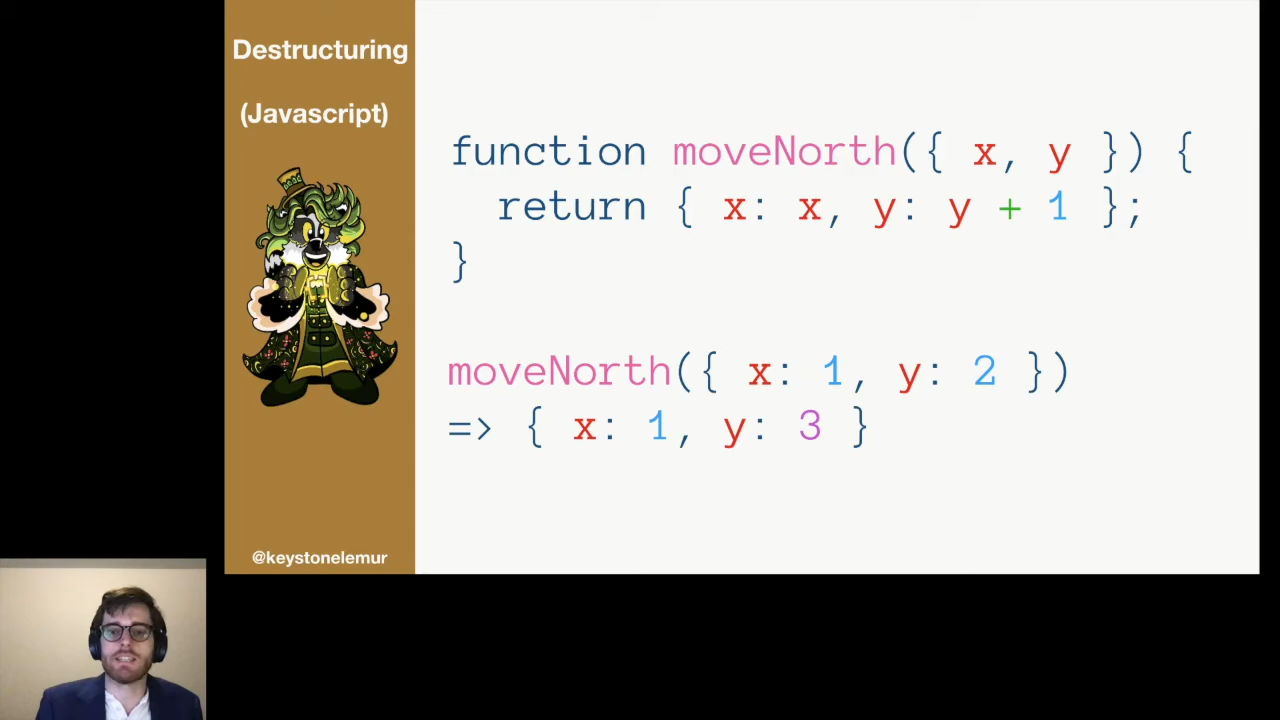 Destructuring
(Javascript)
function moveNorth({ x, y }) {
return { x: x, y: y + 1 };
}
moveNorth({ x: 1, y: 2 })
=> { x: 1, y: 3 }
@keystonelemur